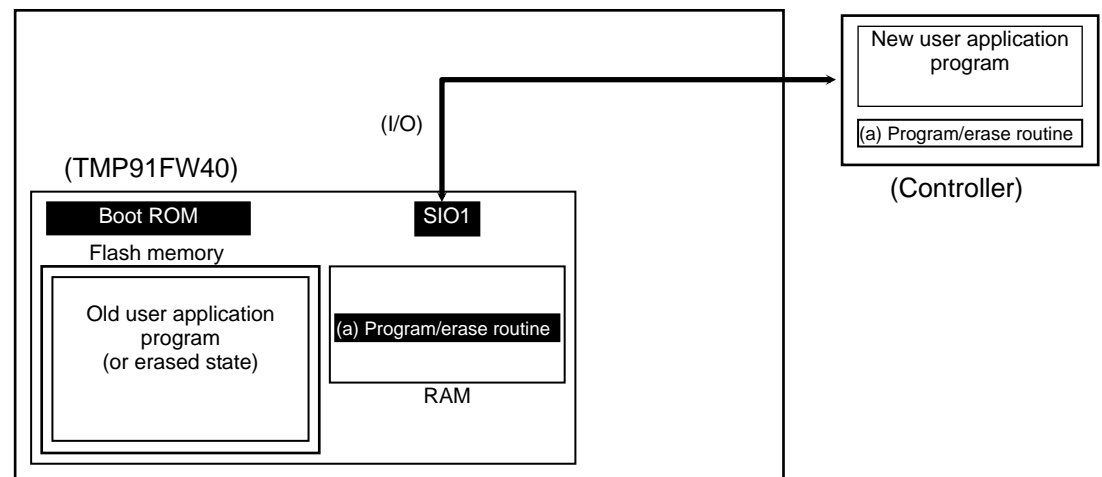 New user application
program
(I/O)
(a) Program/erase routine
(TMP91FW40)
(Controller)
Boot ROM
SIO1
Flash memory
Old user application
program
(or erased state)
(a) Program/erase routine
RAM